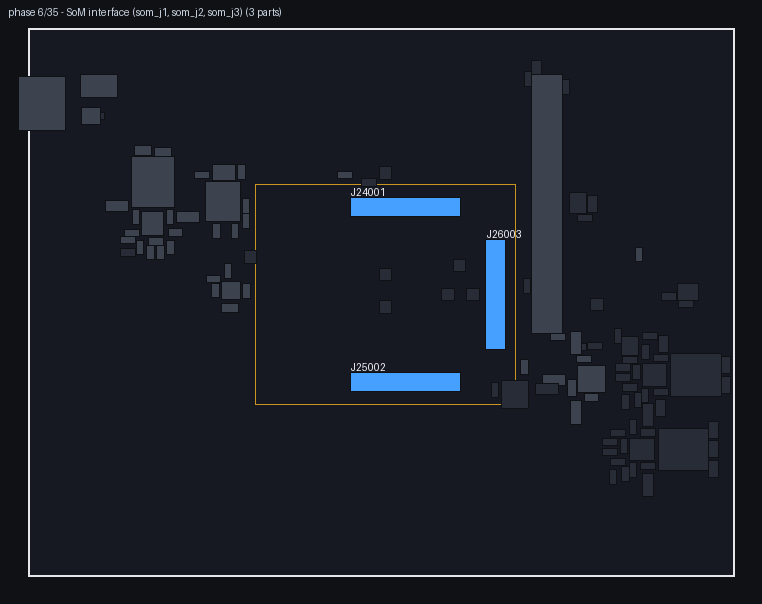 phase 6/35 - SoM interface (som_j1, som_j2, som_j3) (3 parts)
J24001
J26003
J25002